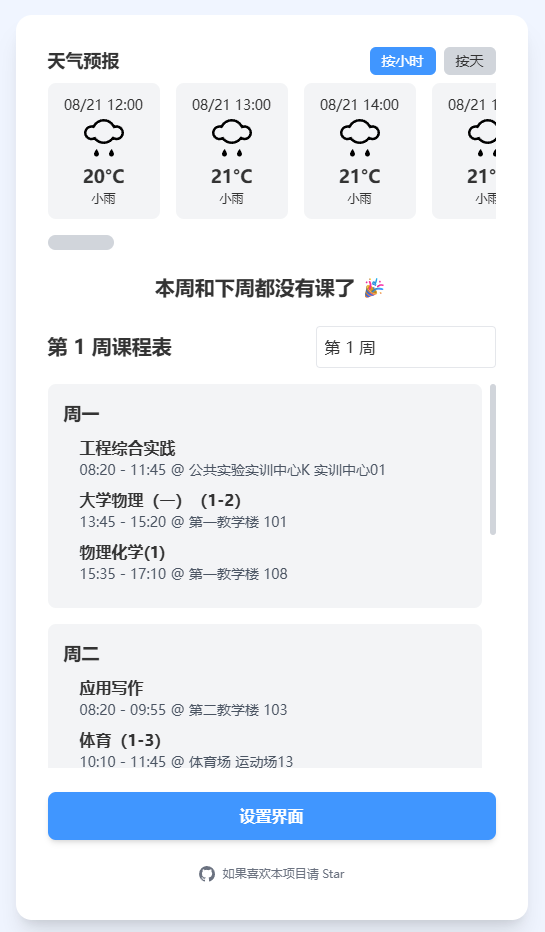 天气预报
按小时 按天
08/21 12:00 08/21 13:00 08/21 14:00 08/21 1
20°C 21°C 21°C 21°
小雨 小雨 小雨 小雨
本周和下周都没有课了 🎉
第 1 周课程表
第 1 周
周一
工程综合实践
08:20 - 11:45 @ 公共实验实训中心K 实训中心01
大学物理（一）（1-2）
13:45 - 15:20 @ 第一教学楼 101
物理化学(1)
15:35 - 17:10 @ 第一教学楼 108
周二
应用写作
08:20 - 09:55 @ 第二教学楼 103
体育（1-3）
10:10 - 11:45 @ 体育场 运动场13
设置界面
如果喜欢本项目请 Star